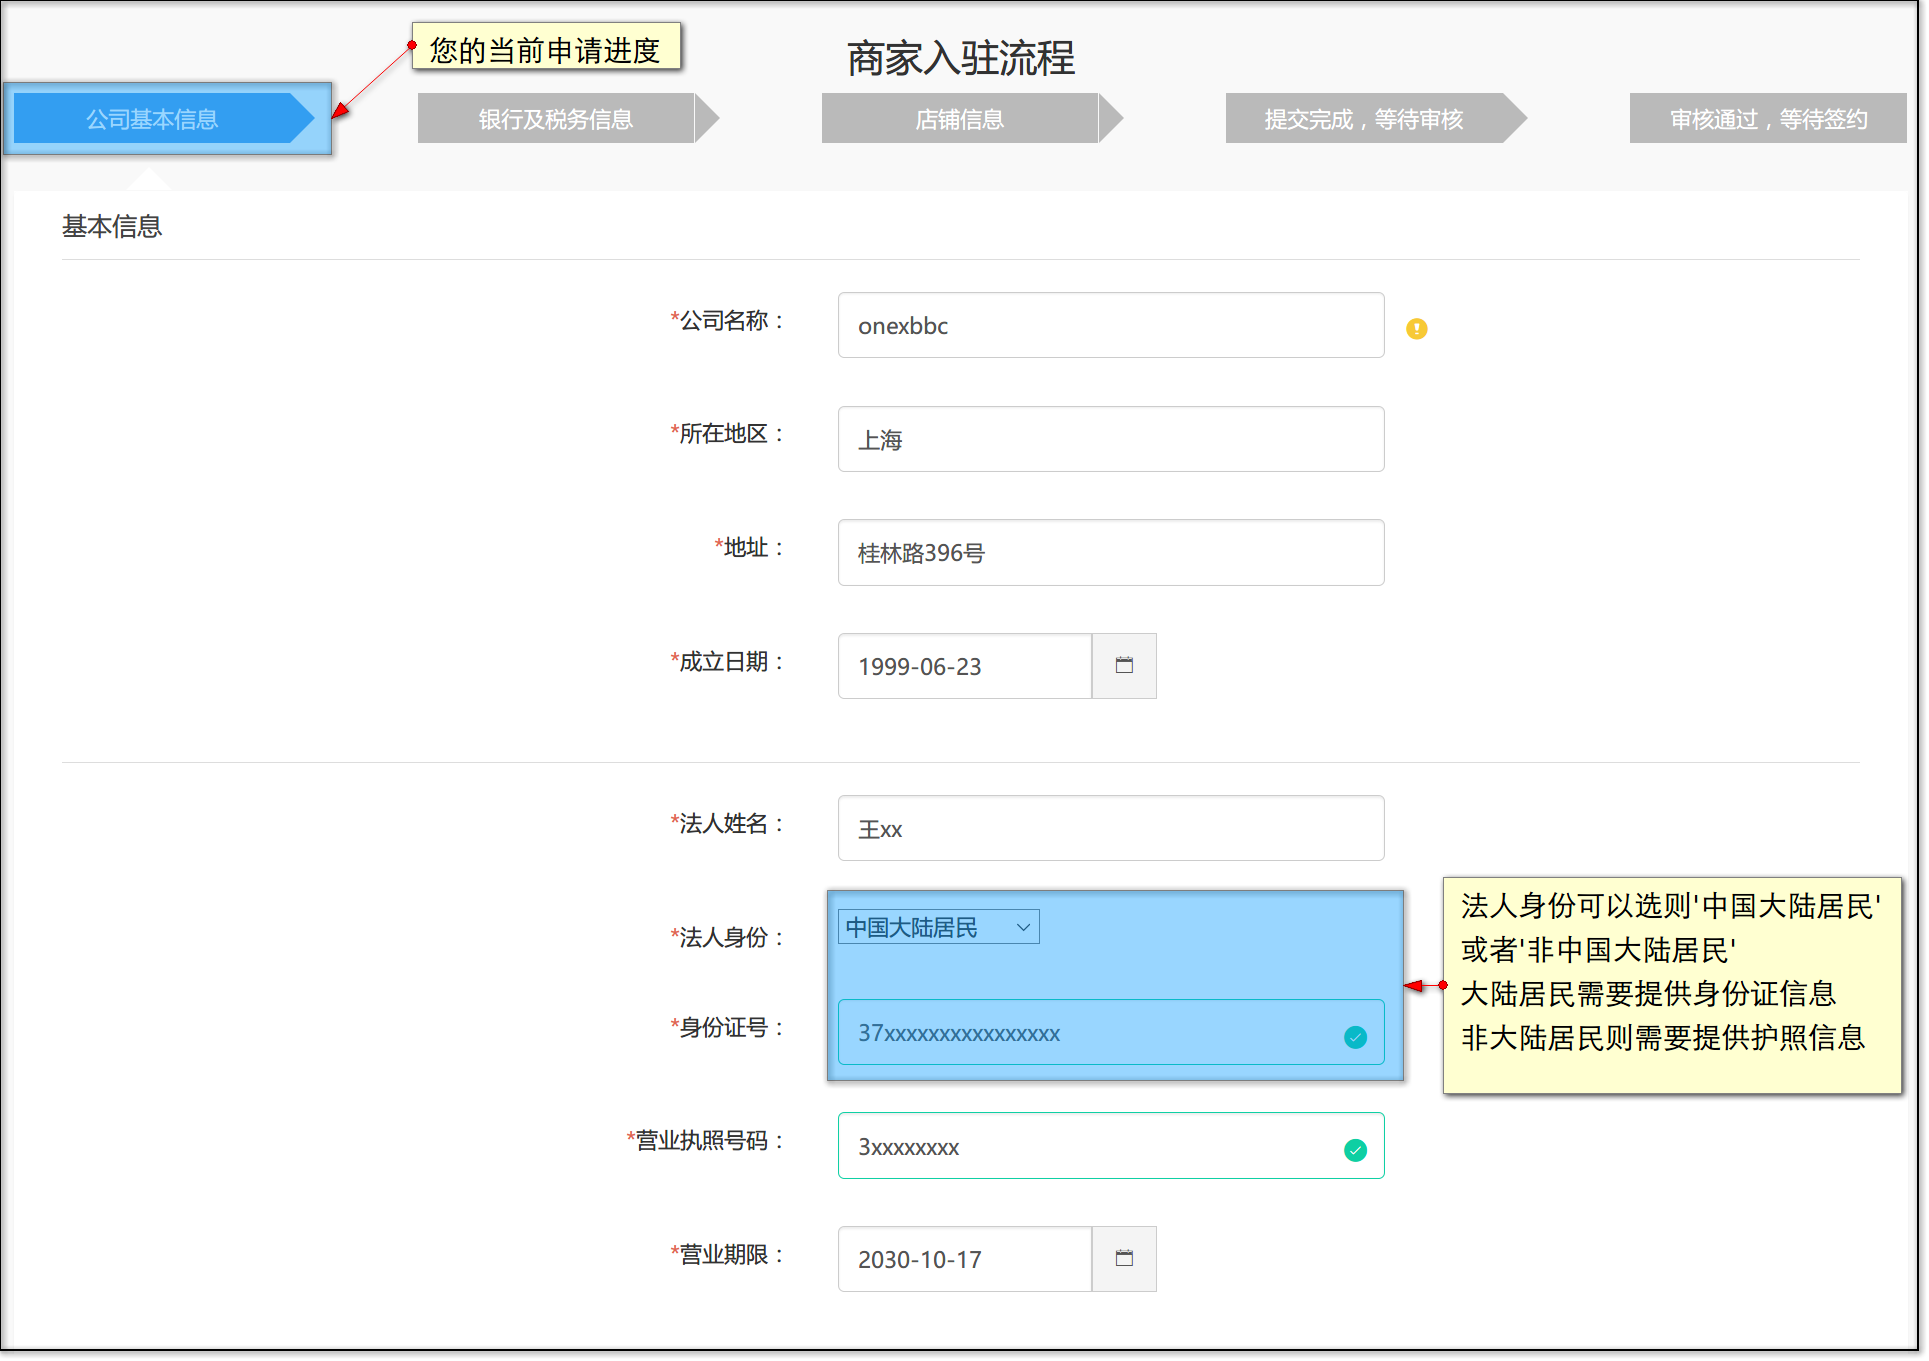 您的当前申请进度
商家入驻流程
公司基本信息
银行及税务信息
店铺信息
提交完成，等待审核
审核通过，等待签约
基本信息
*公司名称： onexbbc
*所在地区： 上海
*地址： 桂林路396号
*成立日期： 1999-06-23
*法人姓名： 王xx
*法人身份： 中国大陆居民
*身份证号： 37xxxxxxxxxxxxxxxx
法人身份可以选则'中国大陆居民'
或者'非中国大陆居民'
大陆居民需要提供身份证信息
非大陆居民则需要提供护照信息
*营业执照号码： 3xxxxxxxx
*营业期限： 2030-10-17